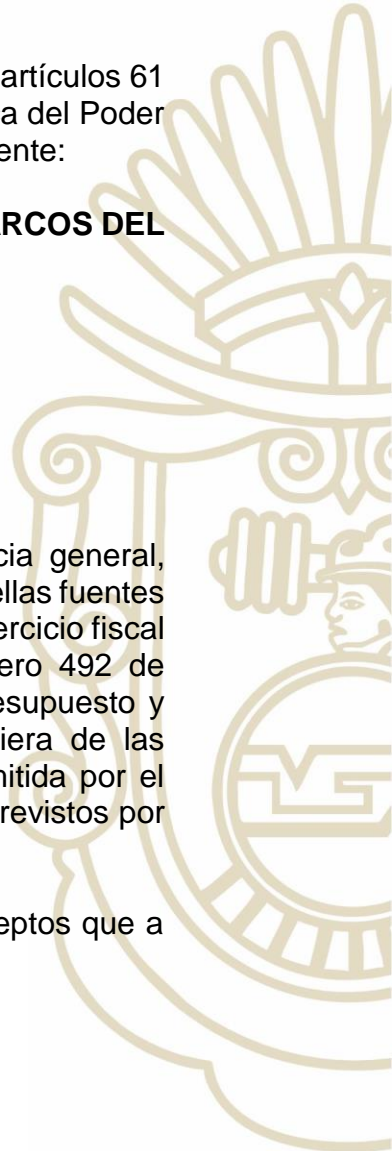 artículos 61
a del Poder
ente:
ARCOS DEL
cia general,
ellas fuentes
ercicio fiscal
ero 492 de
esupuesto y
iera de las
nitida por el
revistos por
eptos que a